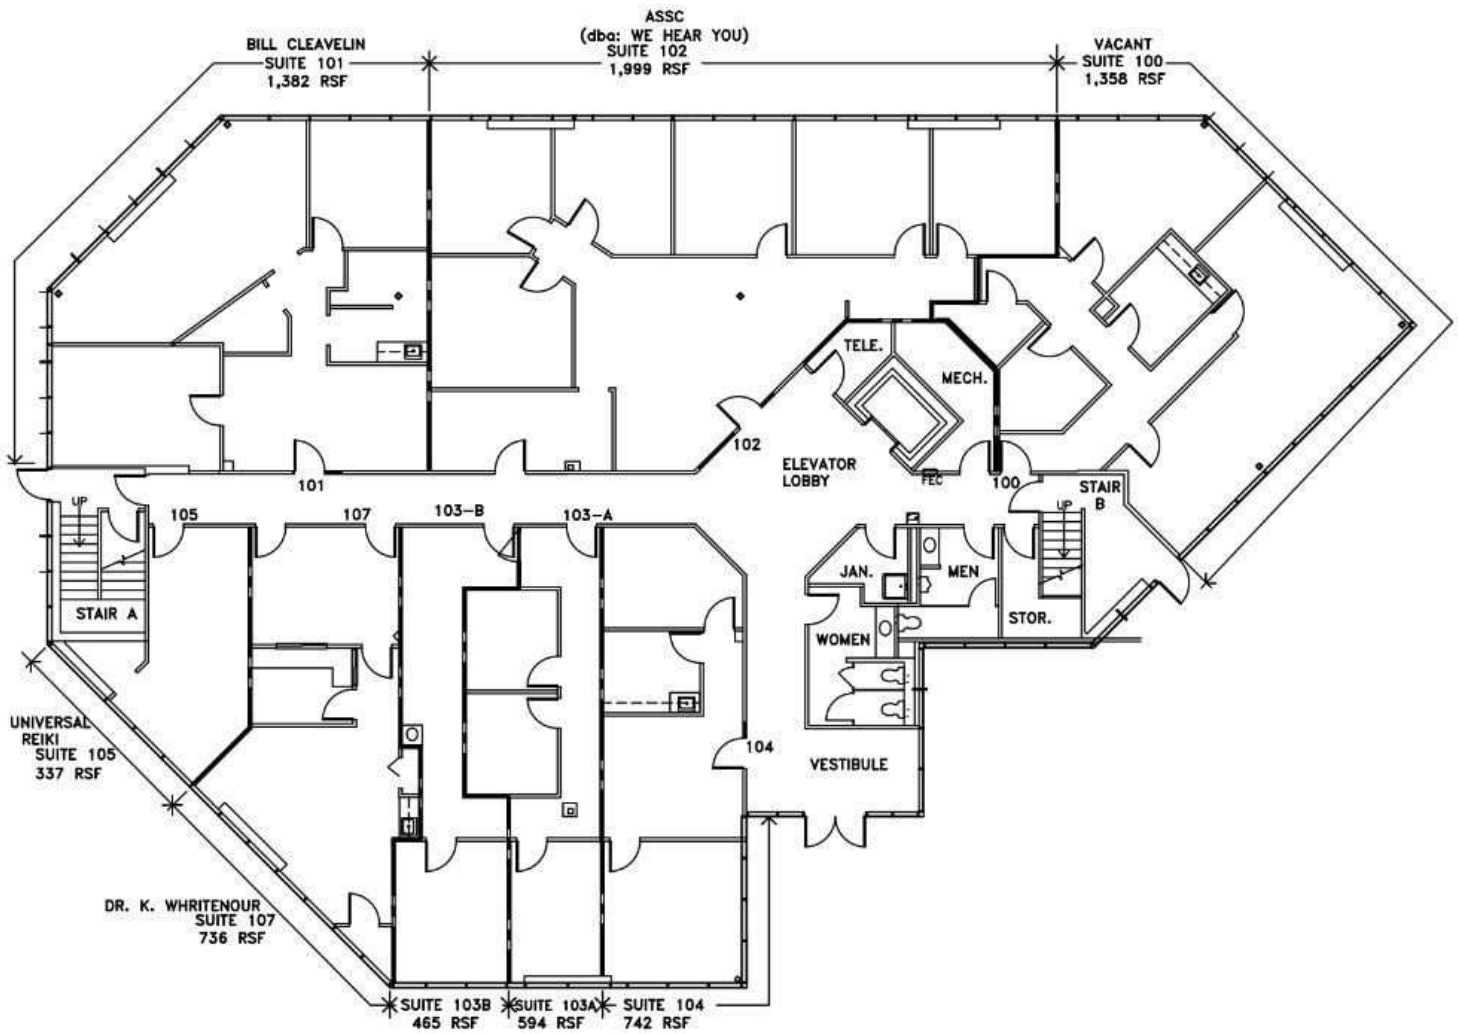 ASSC
(dba: WE HEAR YOU)
SUITE 102
1,999 RSF
BILL CLEAVELIN
SUITE 101
1,382 RSF
VACANT
SUITE 100
1,358 RSF
TELE.
MECH.
102
ELEVATOR
LOBBY
FEC
100
STAIR
B
UP
101
UP
105
107
103-B
103-A
JAN.
MEN
STOR.
STAIR A
WOMEN
UNIVERSAL
REIKI
SUITE 105
337 RSF
104
VESTIBULE
DR. K. WHRITENOUR
SUITE 107
736 RSF
SUITE 103B
465 RSF
SUITE 103A
594 RSF
SUITE 104
742 RSF